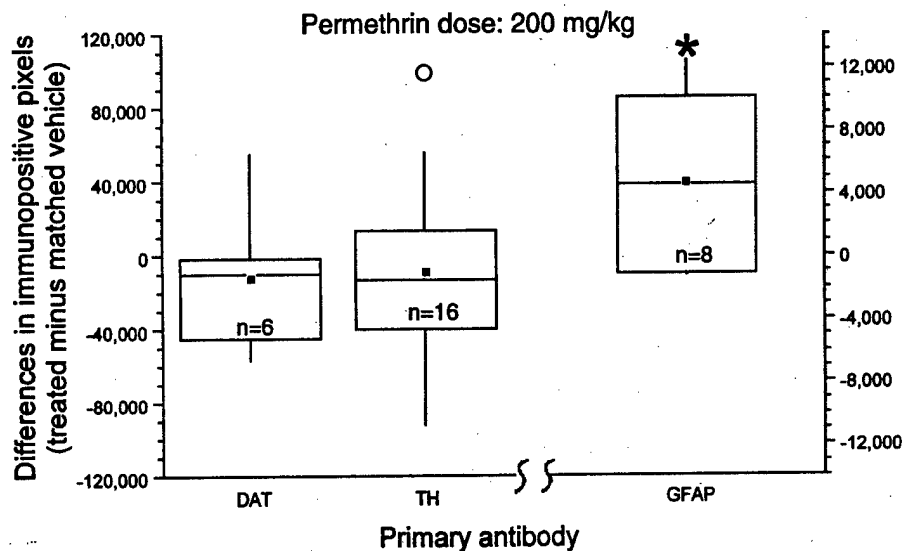 Permethrin dose: 200 mg/kg
Differences in immunopositive pixels
(treated minus matched vehicle)
120,000
80,000
40,000
0
-40,000
-80,000
-120,000
12,000
8,000
4,000
0
-4,000
-8,000
-12,000
*
n=6
n=16
n=8
DAT
TH
GFAP
Primary antibody